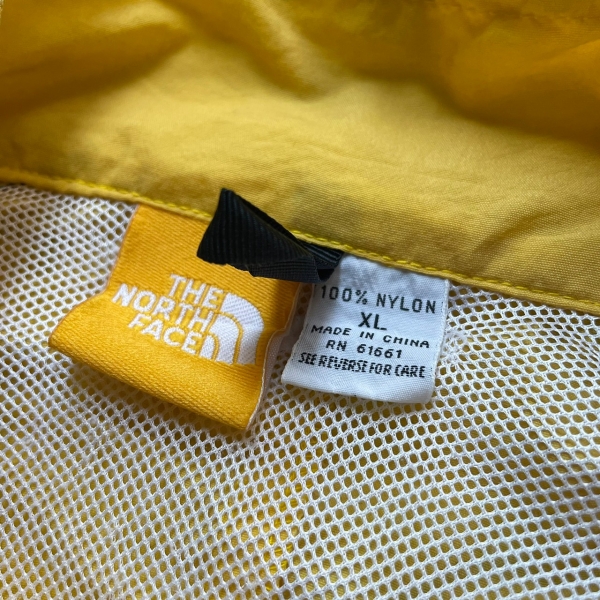 THE
NORTH
FACE
100% NYLON
XL
MADE IN CHINA
RN 61661
SEE REVERSE FOR CARE